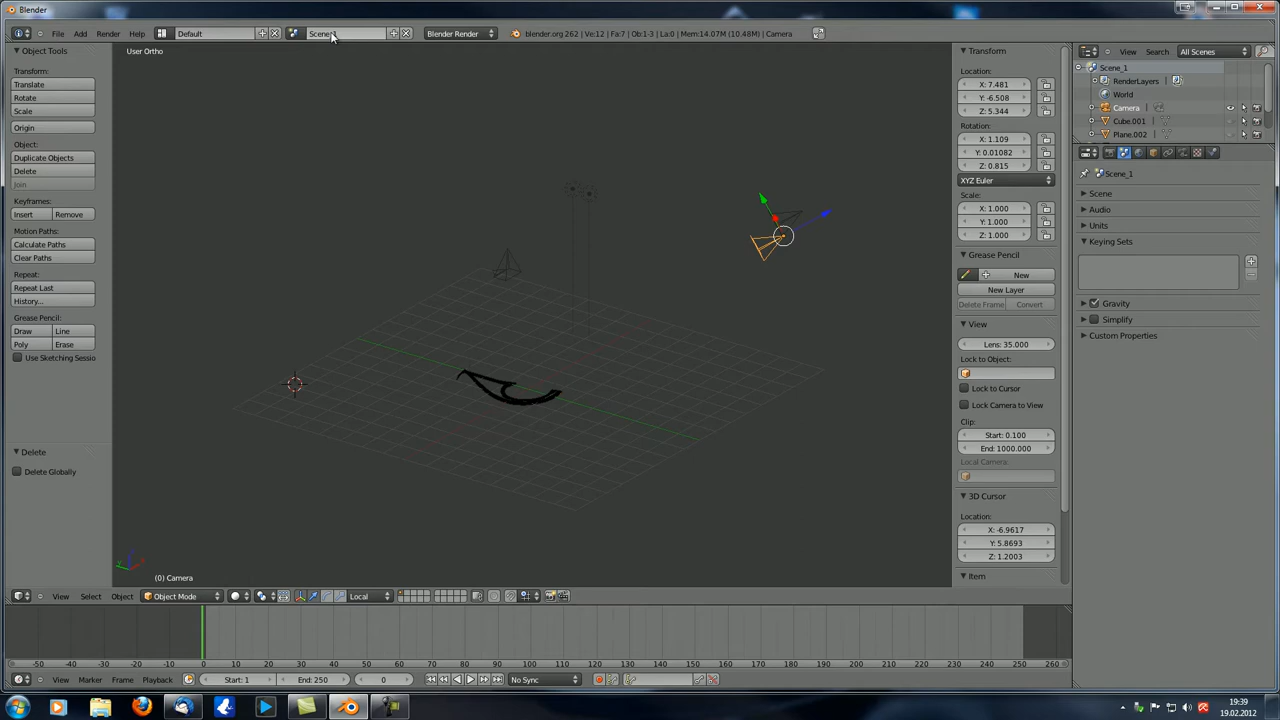 Blender
File Add Render Help Default Scene_1 Blender Render blender.org 262 | Ve:12 | Fa:7 | Ob:1-3 | La:0 | Mem:14.07M (10.48M) | Camera
Object Tools
Transform:
Translate
Rotate
Scale
Origin
Object:
Duplicate Objects
Delete
Join
Keyframes:
Insert Remove
Motion Paths:
Calculate Paths
Clear Paths
Repeat:
Repeat Last
History...
Grease Pencil:
Draw Line
Poly Erase
Use Sketching Sessio
Delete
Delete Globally
User Ortho
(0) Camera
Transform
Location:
X: 7.481
Y: -6.508
Z: 5.344
Rotation:
X: 1.109
Y: 0.01082
Z: 0.815
XYZ Euler
Scale:
X: 1.000
Y: 1.000
Z: 1.000
Grease Pencil
New
New Layer
Delete Frame Convert
View
Lens: 35.000
Lock to Object:
Lock to Cursor
Lock Camera to View
Clip:
Start: 0.100
End: 1000.000
Local Camera:
3D Cursor
Location:
X: -6.9617
Y: 5.8693
Z: 1.2003
Item
View Search All Scenes
Scene_1
RenderLayers
World
Camera
Cube.001
Plane.002
Scene_1
Scene
Audio
Units
Keying Sets
Gravity
Simplify
Custom Properties
View Select Object Object Mode Local
-50 -40 -30 -20 -10 0 10 20 30 40 50 60 70 80 90 100 110 120 130 140 150 160 170 180 190 200 210 220 230 240 250 260
View Marker Frame Playback Start: 1 End: 250 0 No Sync
19:39
19.02.2012